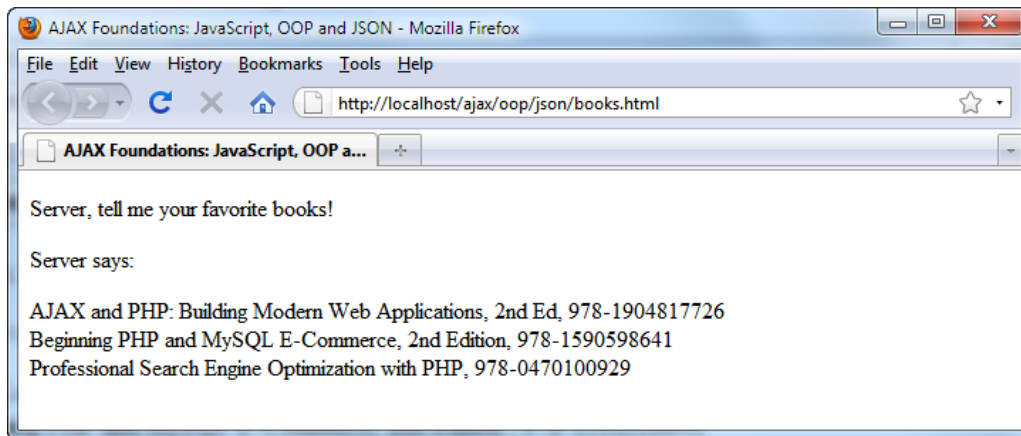 AJAX Foundations: JavaScript, OOP and JSON - Mozilla Firefox
File Edit View History Bookmarks Tools Help
http://localhost/ajax/oop/json/books.html
AJAX Foundations: JavaScript, OOP a...
Server, tell me your favorite books!
Server says:
AJAX and PHP: Building Modern Web Applications, 2nd Ed, 978-1904817726
Beginning PHP and MySQL E-Commerce, 2nd Edition, 978-1590598641
Professional Search Engine Optimization with PHP, 978-0470100929